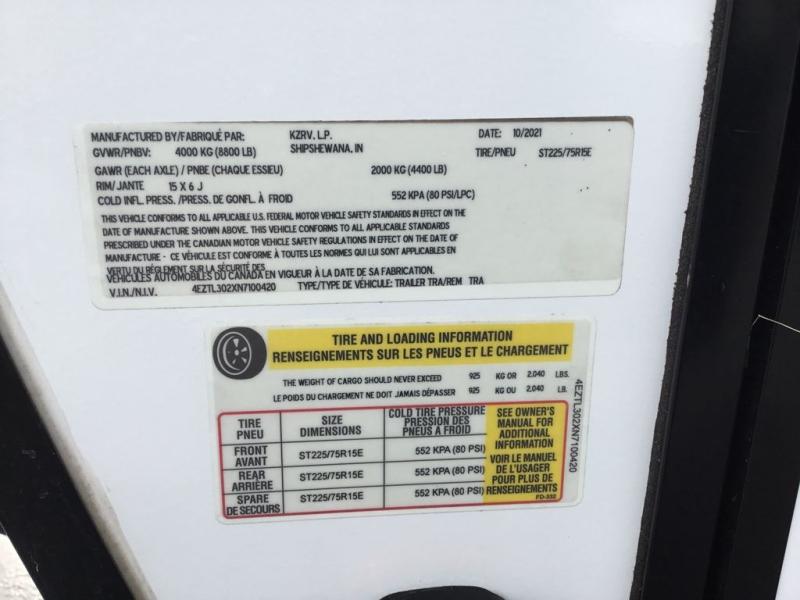 MANUFACTURED BY/FABRIQUÉ PAR: KZRV, L.P. DATE: 10/2021
GVWR/PNBV: 4000 KG (8800 LB) SHIPSHEWANA, IN TIRE/PNEU ST225/75R15E
GAWR (EACH AXLE) / PNBE (CHAQUE ESSIEU) 2000 KG (4400 LB)
RIM/JANTE 15 X 6 J
COLD INFL. PRESS. /PRESS. DE GONFL. À FROID 552 KPA (80 PSI/LPC)
THIS VEHICLE CONFORMS TO ALL APPLICABLE U.S. FEDERAL MOTOR VEHICLE SAFETY STANDARDS IN EFFECT ON THE
DATE OF MANUFACTURE SHOWN ABOVE. THIS VEHICLE CONFORMS TO ALL APPLICABLE STANDARDS
PRESCRIBED UNDER THE CANADIAN MOTOR VEHICLE SAFETY REGULATIONS IN EFFECT ON THE DATE OF
MANUFACTURE - CE VÉHICULE EST CONFORME À TOUTES LES NORMES QUI LUI SONT APPLICABLES EN
VERTU DU RÈGLEMENT SUR LA SÉCURITÉ DES
VÉHICULES AUTOMOBILES DU CANADA EN VIGUEUR À LA DATE DE SA FABRICATION.
V.I.N./N.I.V. 4EZTL302XN7100420 TYPE/TYPE DE VÉHICULE: TRAILER TRA/REM TRA
TIRE AND LOADING INFORMATION
RENSEIGNEMENTS SUR LES PNEUS ET LE CHARGEMENT
THE WEIGHT OF CARGO SHOULD NEVER EXCEED 925 KG OR 2,040 LBS.
LE POIDS DU CHARGEMENT NE DOIT JAMAIS DÉPASSER 925 KG OU 2,040 LB.
TIRE
PNEU
SIZE
DIMENSIONS
COLD TIRE PRESSURE
PRESSION DES
PNEUS À FROID
FRONT
AVANT
ST225/75R15E
552 KPA (80 PSI)
REAR
ARRIÈRE
ST225/75R15E
552 KPA (80 PSI)
SPARE
DE SECOURS
ST225/75R15E
552 KPA (80 PSI)
SEE OWNER'S
MANUAL FOR
ADDITIONAL
INFORMATION
VOIR LE MANUEL
DE L'USAGER
POUR PLUS DE
RENSEIGNEMENTS
FD-332
4EZTL302XN7100420